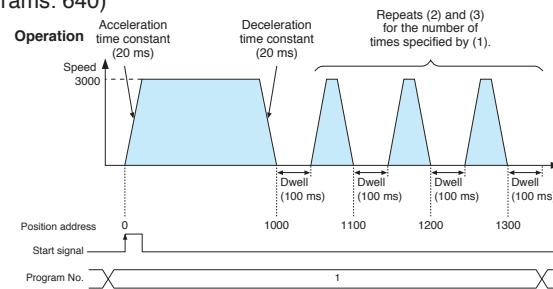 rams: 640)
Operation
Acceleration
time constant
(20 ms)
Deceleration
time constant
(20 ms)
Repeats (2) and (3)
for the number of
times specified by (1).
Speed
3000
Dwell
(100 ms)
Dwell
(100 ms)
Dwell
(100 ms)
Dwell
(100 ms)
Position address
0
1000
1100
1200
1300
Start signal
Program No.
1